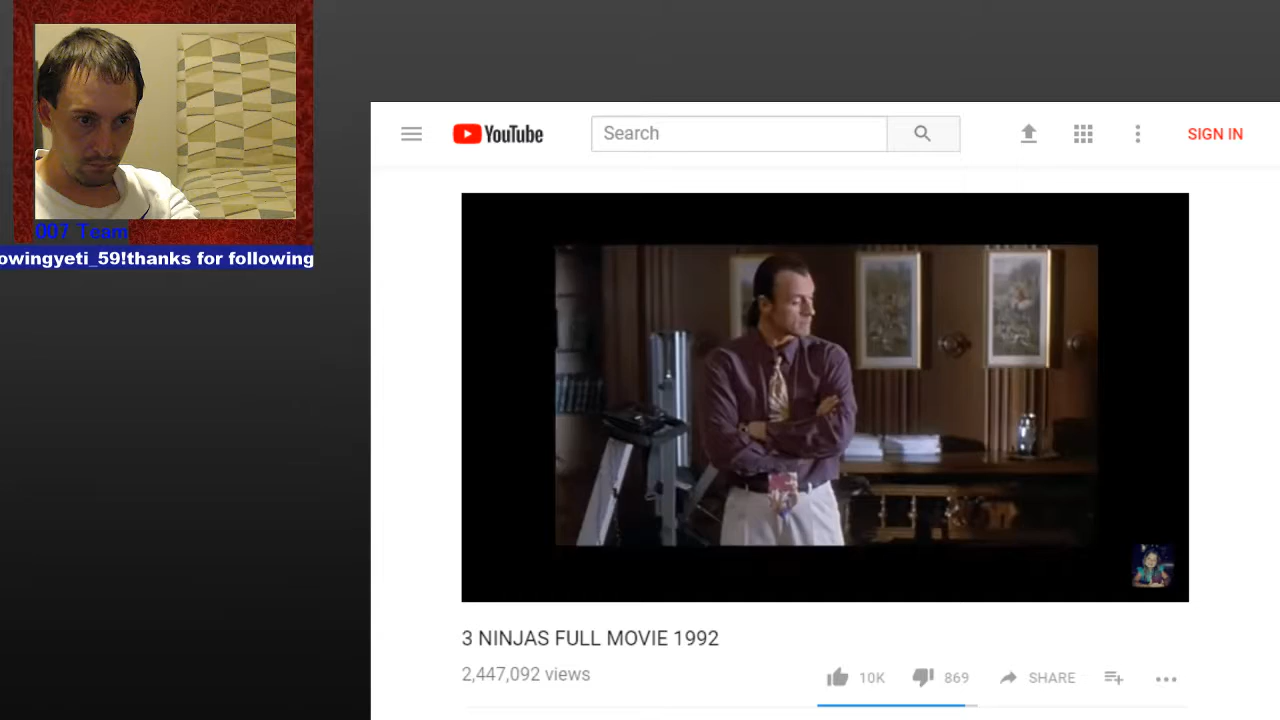 YouTube
Search
SIGN IN
007 Team
owingyeti_59!thanks for following
3 NINJAS FULL MOVIE 1992
2,447,092 views
10K
869
SHARE